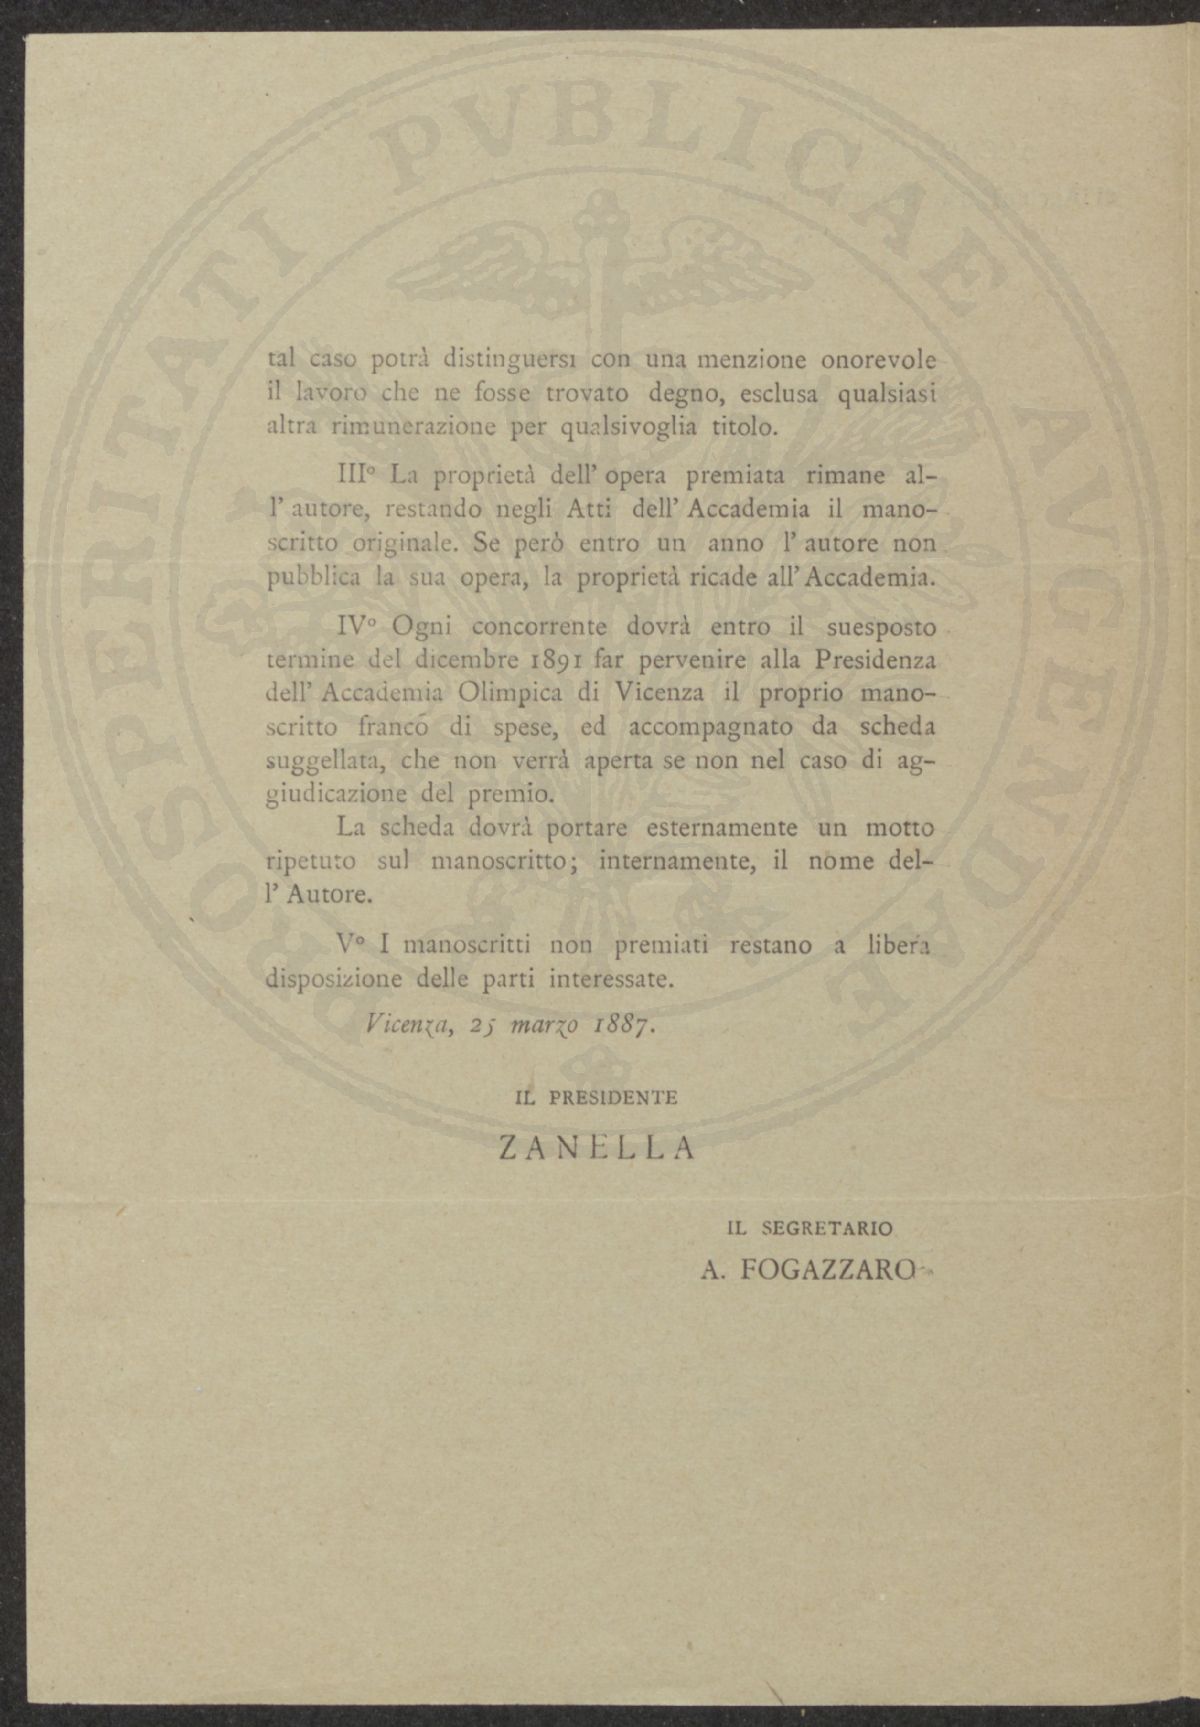 PROSPERITATI PVBLICAE AVGENDAE
tal caso potrà distinguersi con una menzione onorevole
il lavoro che ne fosse trovato degno, esclusa qualsiasi
altra rimunerazione per qualsivoglia titolo.
IIIº La proprietà dell' opera premiata rimane al-
l' autore, restando negli Atti dell' Accademia il mano-
scritto originale. Se però entro un anno l' autore non
pubblica la sua opera, la proprietà ricade all' Accademia.
IVº Ogni concorrente dovrà entro il suesposto
termine del dicembre 1891 far pervenire alla Presidenza
dell' Accademia Olimpica di Vicenza il proprio mano-
scritto franco di spese, ed accompagnato da scheda
suggellata, che non verrà aperta se non nel caso di ag-
giudicazione del premio.
La scheda dovrà portare esternamente un motto
ripetuto sul manoscritto; internamente, il nome del-
l' Autore.
Vº I manoscritti non premiati restano a libera
disposizione delle parti interessate.
Vicenza, 25 marzo 1887.
IL PRESIDENTE
ZANELLA
IL SEGRETARIO
A. FOGAZZARO